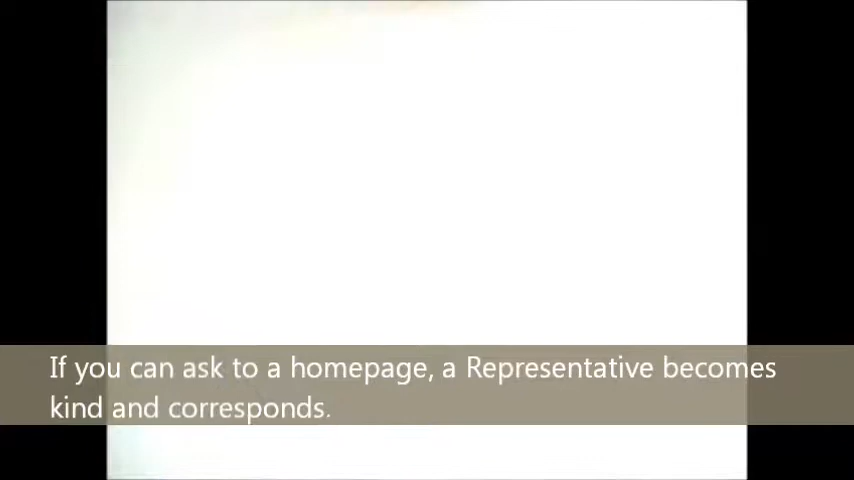 If you can ask to a homepage, a Representative becomes
kind and corresponds.